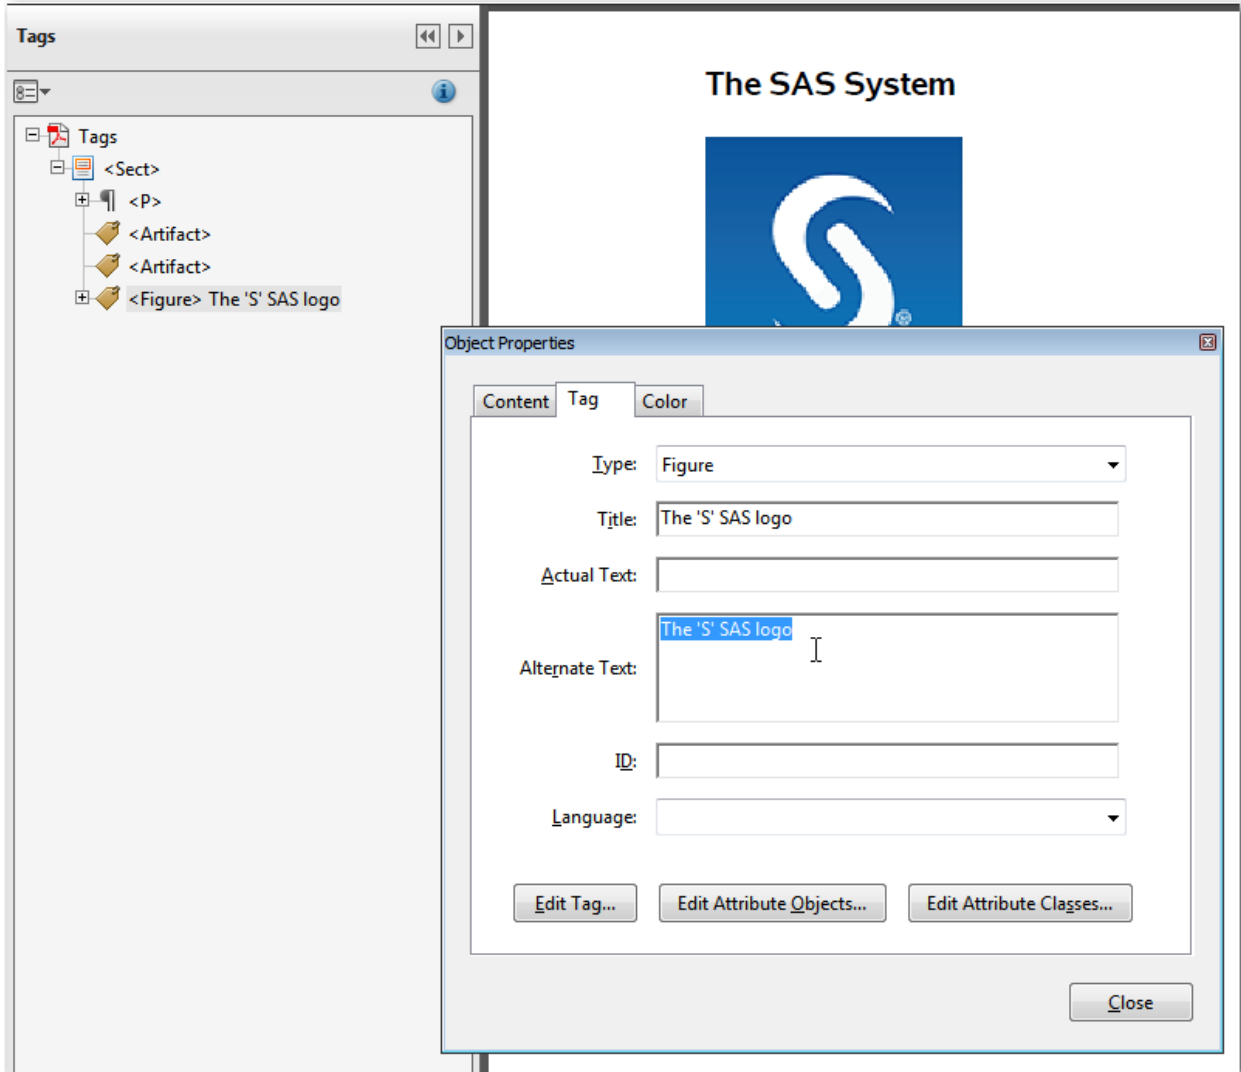 Tags
Tags
<Sect>
<P>
<Artifact>
<Artifact>
<Figure> The 'S' SAS logo
The SAS System
S®
Object Properties
Content Tag Color
Type: Figure
Title: The 'S' SAS logo
Actual Text:
Alternate Text: The 'S' SAS logo
ID:
Language:
Edit Tag... Edit Attribute Objects... Edit Attribute Classes...
Close